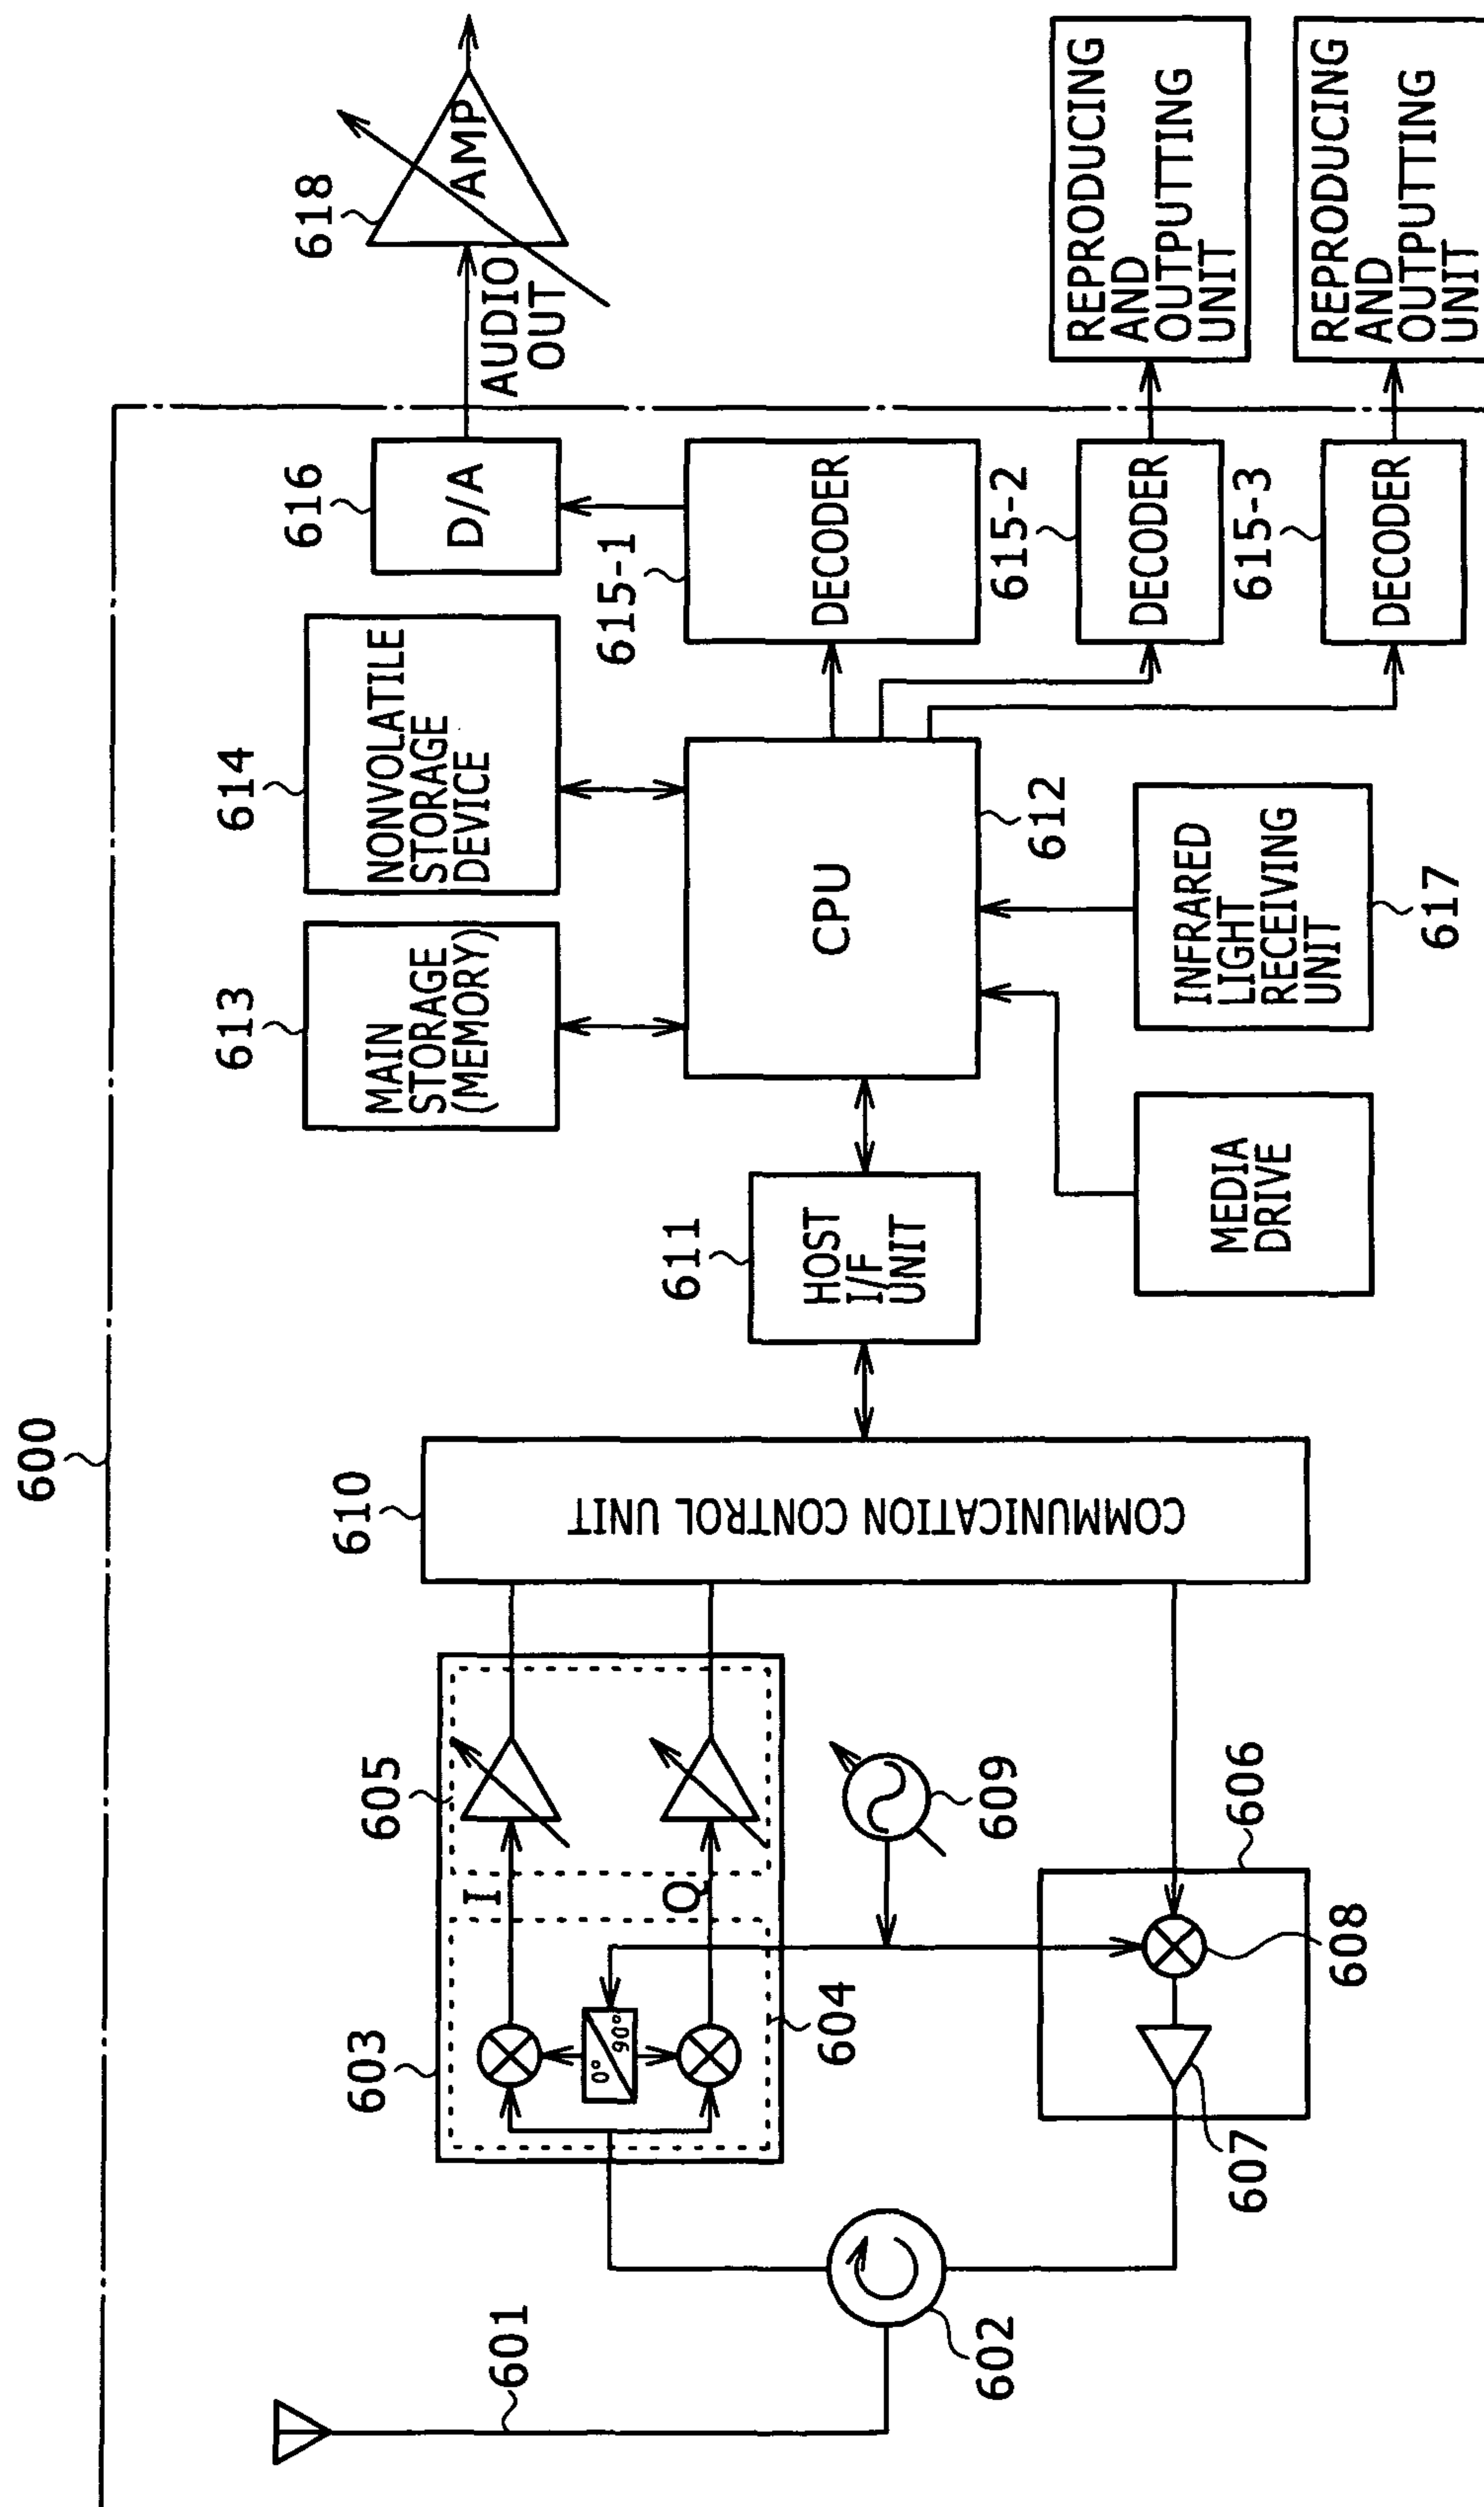 600
601
602
603
604
I
Q
0°
90°
605
609
606
607
608
610
COMMUNICATION CONTROL UNIT
611
HOST
I/F
UNIT
613
MAIN
STORAGE
(MEMORY)
614
NONVOLATILE
STORAGE
DEVICE
CPU
612
MEDIA
DRIVE
INFRARED
LIGHT
RECEIVING
UNIT
617
616
D/A
615-1
DECODER
615-2
DECODER
615-3
DECODER
AUDIO
OUT
618
AMP
REPRODUCING
AND
OUTPUTTING
UNIT
REPRODUCING
AND
OUTPUTTING
UNIT